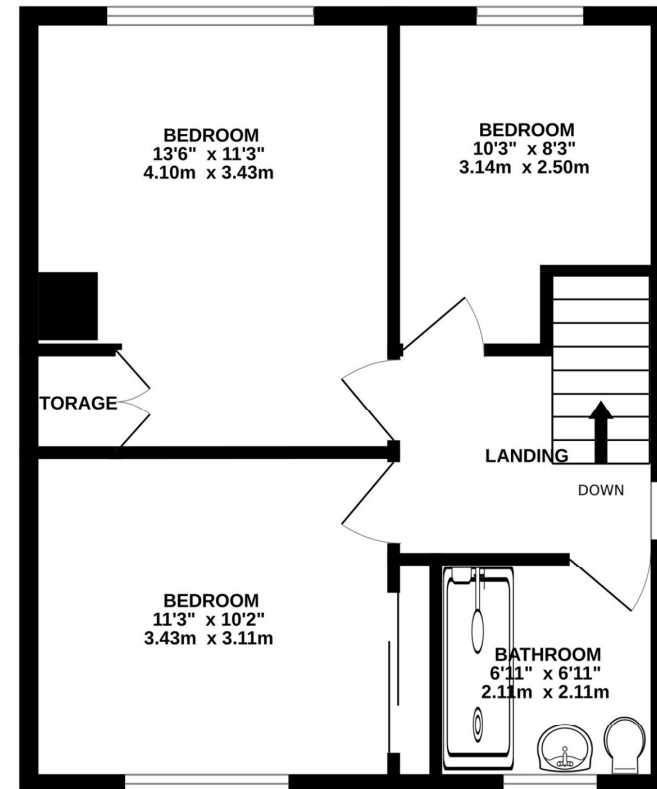 BEDROOM
13'6" x 11'3"
4.10m x 3.43m
BEDROOM
10'3" x 8'3"
3.14m x 2.50m
TORAGE
LANDING
DOWN
BEDROOM
11'3" x 10'2"
3.43m x 3.11m
BATHROOM
6'11" x 6'11"
2.11m x 2.11m